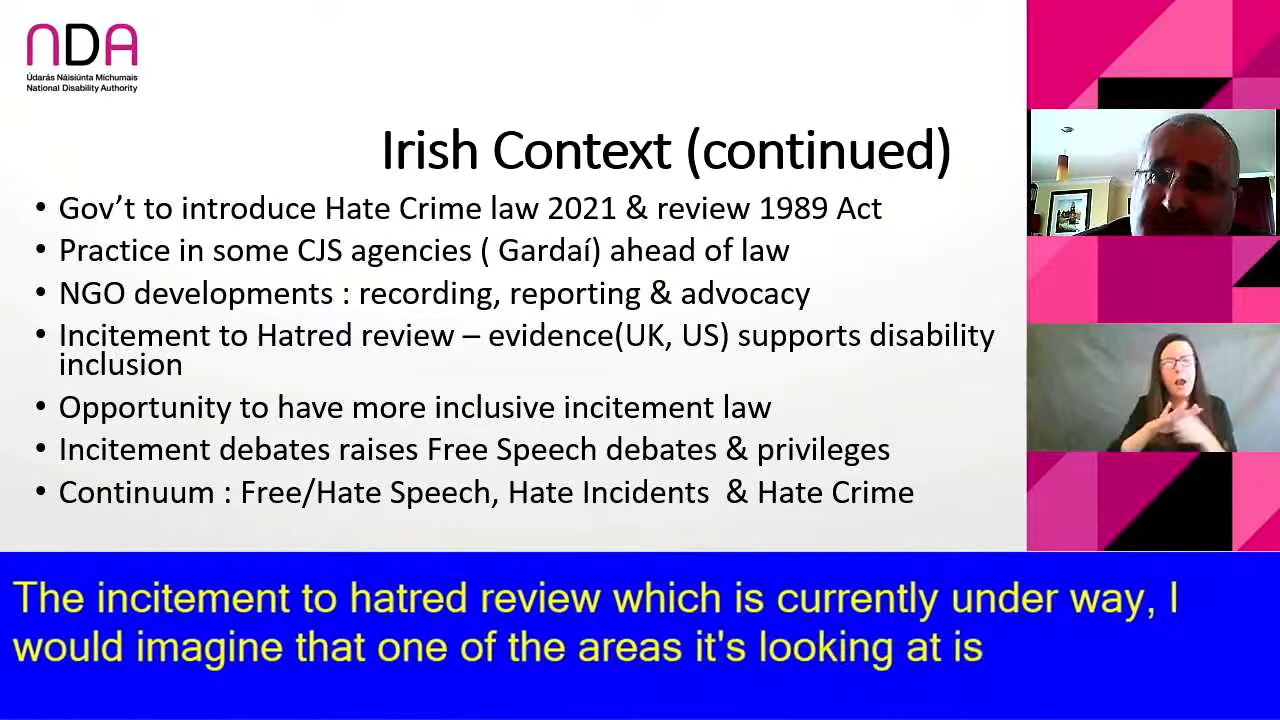 NDA
Údarás Náisiúnta Míchumais
National Disability Authority
Irish Context (continued)
• Gov’t to introduce Hate Crime law 2021 & review 1989 Act
• Practice in some CJS agencies ( Gardaí) ahead of law
• NGO developments : recording, reporting & advocacy
• Incitement to Hatred review – evidence(UK, US) supports disability
inclusion
• Opportunity to have more inclusive incitement law
• Incitement debates raises Free Speech debates & privileges
• Continuum : Free/Hate Speech, Hate Incidents & Hate Crime
The incitement to hatred review which is currently under way, I
would imagine that one of the areas it's looking at is